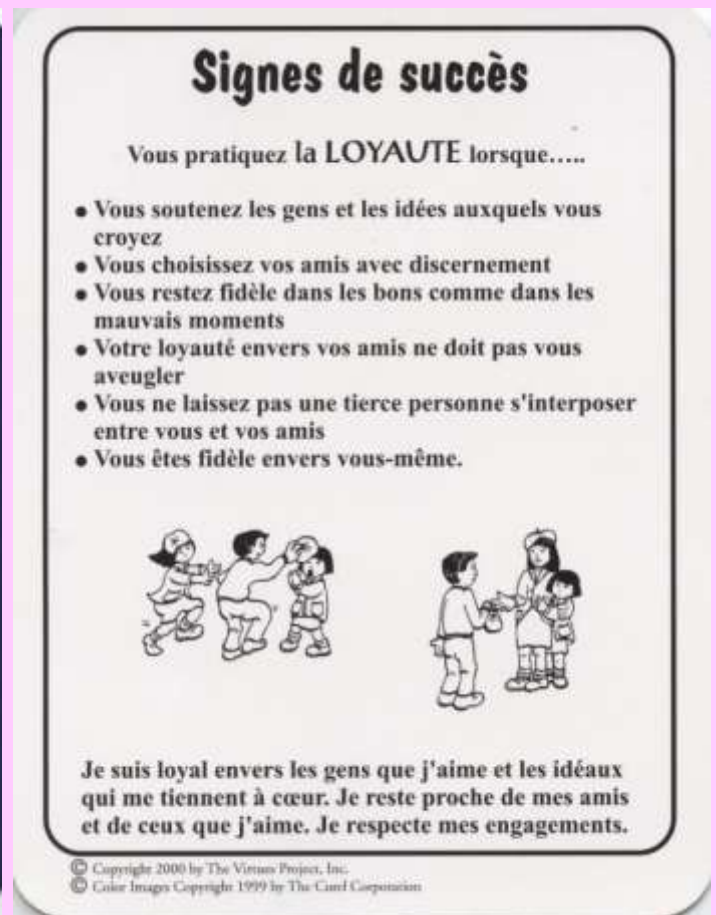 Signes de succès
Vous pratiquez la LOYAUTE lorsque.....
• Vous soutenez les gens et les idées auxquels vous
croyez
• Vous choisissez vos amis avec discernement
• Vous restez fidèle dans les bons comme dans les
mauvais moments
• Votre loyauté envers vos amis ne doit pas vous
aveugler
• Vous ne laissez pas une tierce personne s'interposer
entre vous et vos amis
• Vous êtes fidèle envers vous-même.
Je suis loyal envers les gens que j'aime et les idéaux
qui me tiennent à cœur. Je reste proche de mes amis
et de ceux que j'aime. Je respecte mes engagements.
© Copyright 2000 by The Virtues Project, Inc.
© Color Images Copyright 1999 by The Corporation